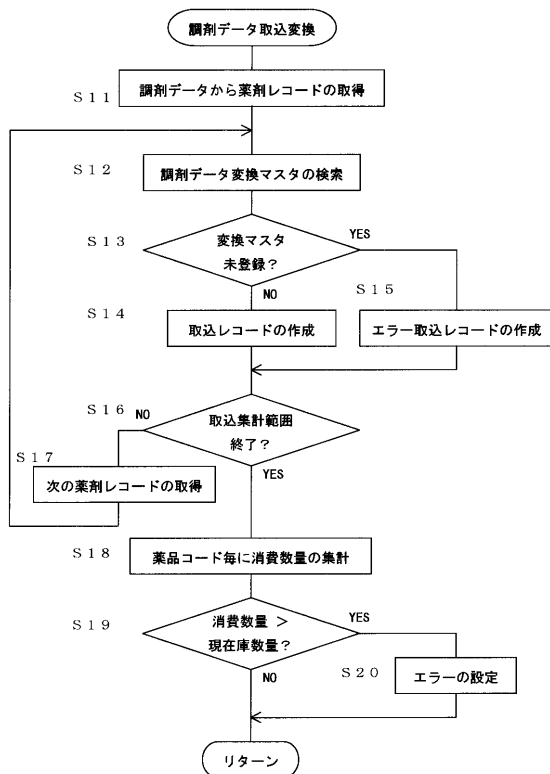 調剤データ取込変換
S11
調剤データから薬剤レコードの取得
S12
調剤データ変換マスタの検索
S13
変換マスタ
未登録?
YES
NO
S14
取込レコードの作成
S15
エラー取込レコードの作成
S16
NO
取込集計範囲
終了?
YES
S17
次の薬剤レコードの取得
S18
薬品コード毎に消費数量の集計
S19
消費数量 >
現在庫数量?
YES
NO
S20
エラーの設定
リターン